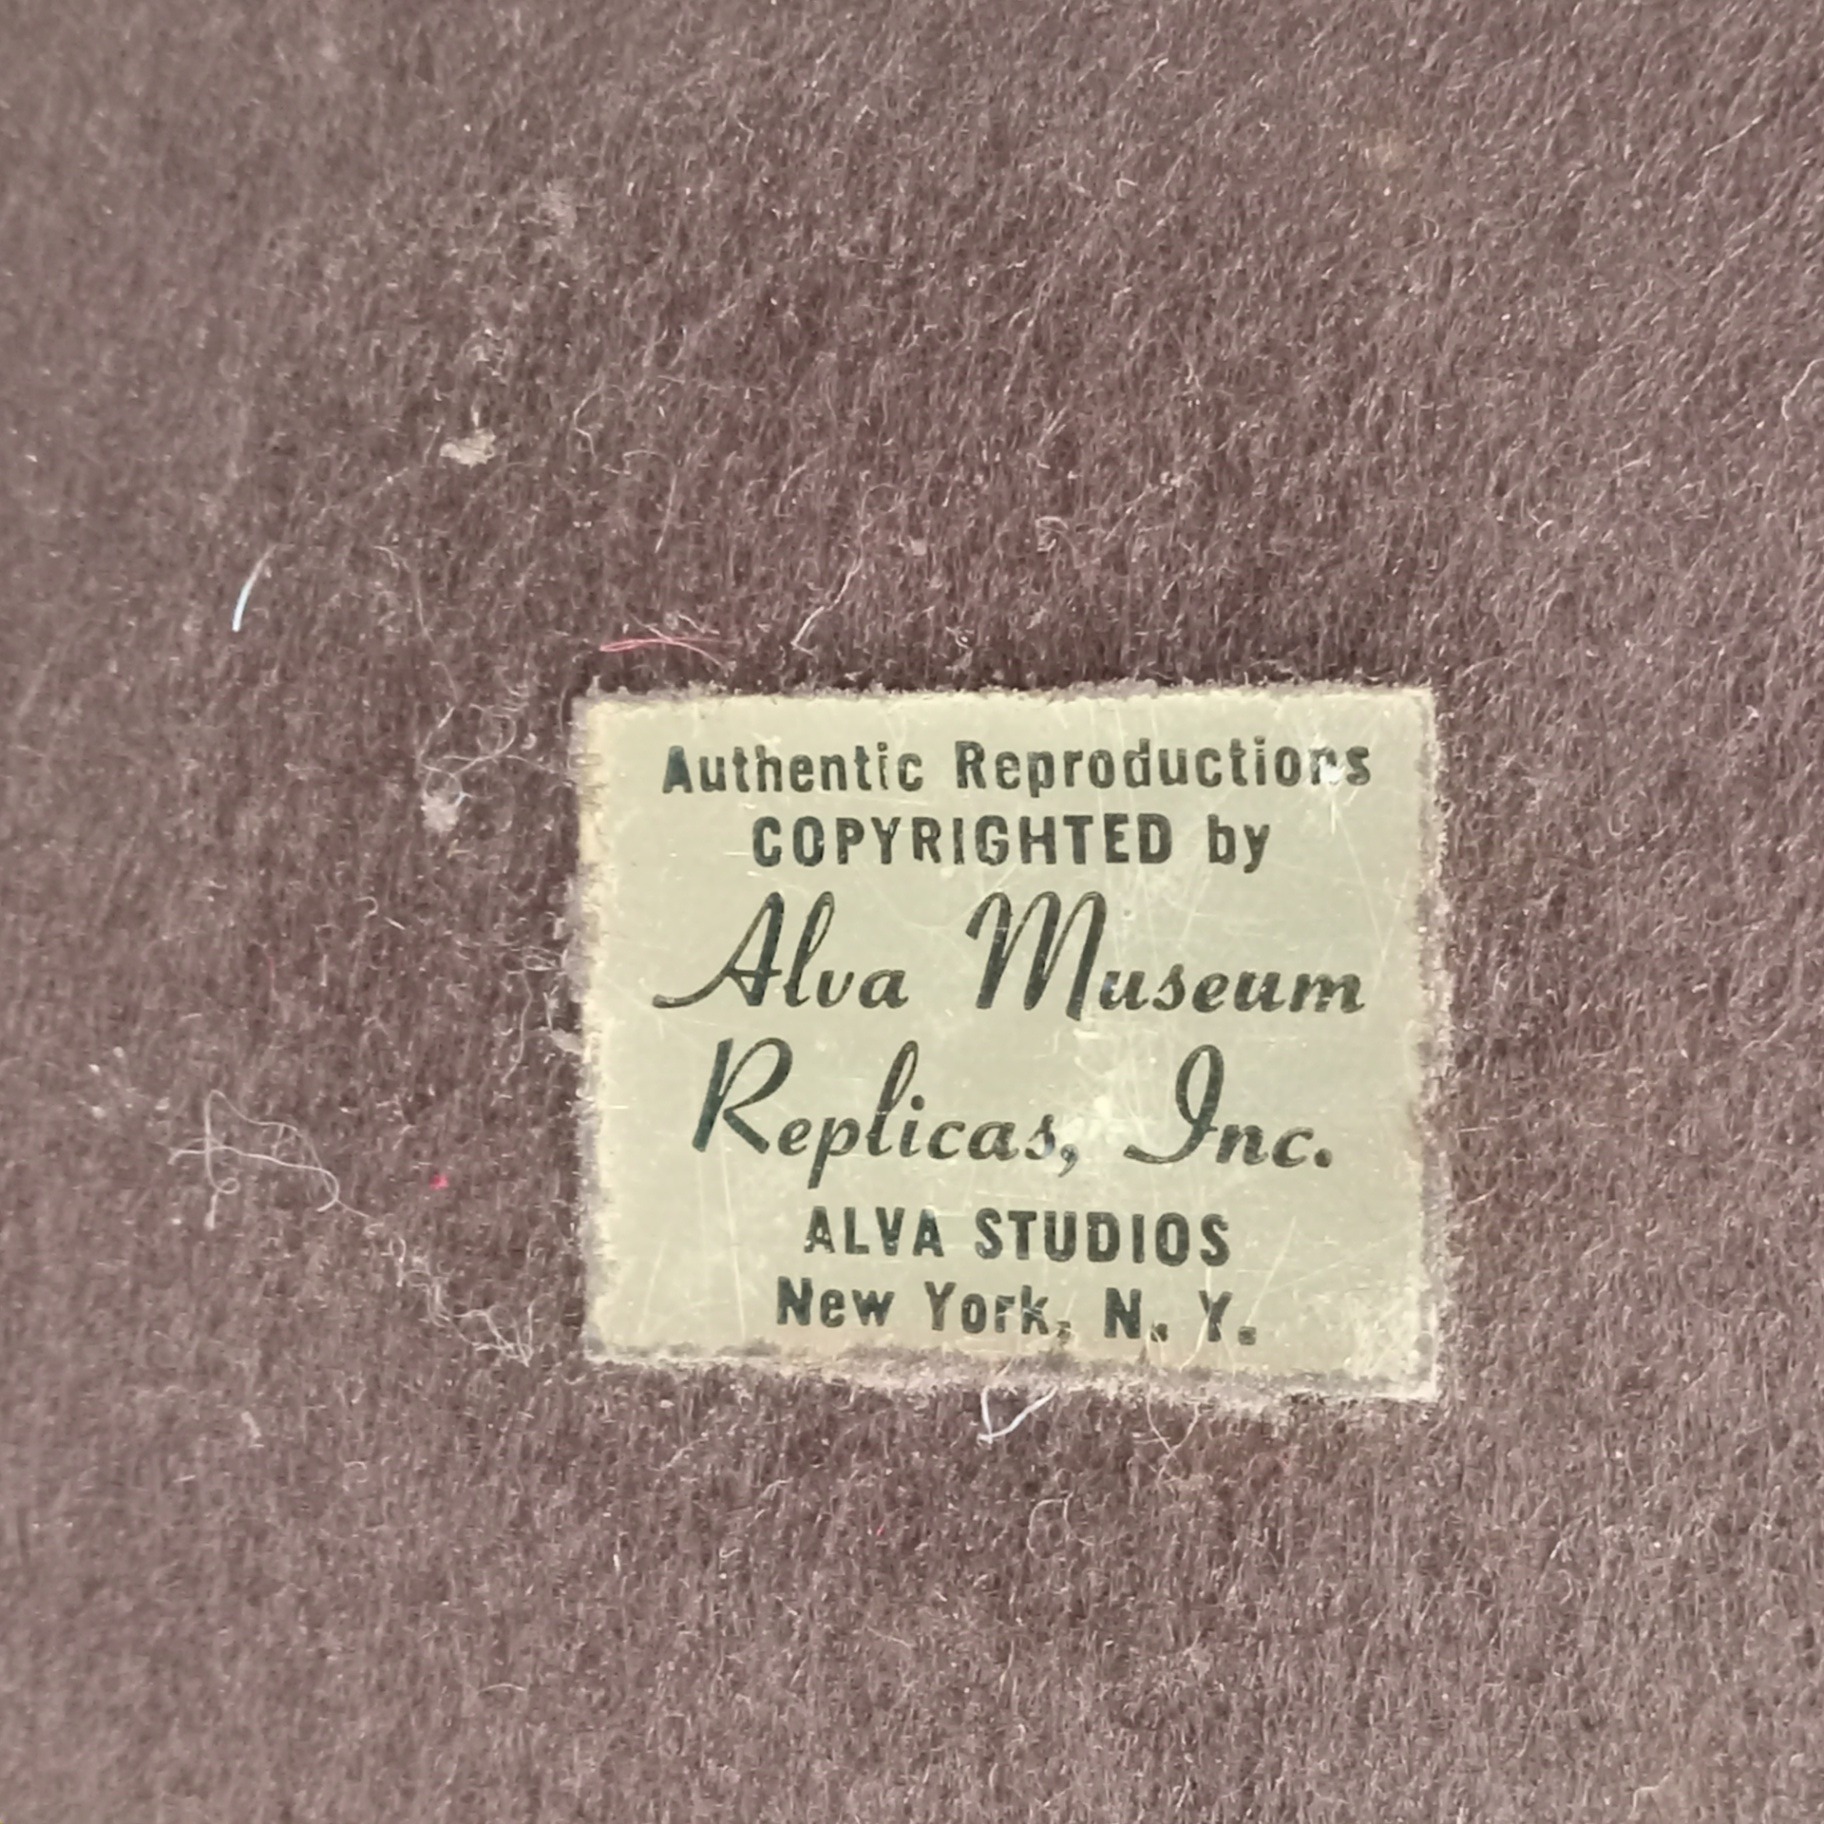 Authentic Reproductions
COPYRIGHTED by
Alva Museum
Replicas, Inc.
ALVA STUDIOS
New York, N. Y.